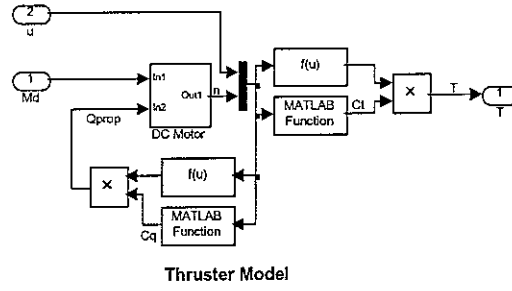 2
u
1
Md
In1
In2
Out1
n
DC Motor
Qprop
f(u)
MATLAB
Function
Ct
×
T
1
T
×
f(u)
MATLAB
Function
Cq
Thruster Model